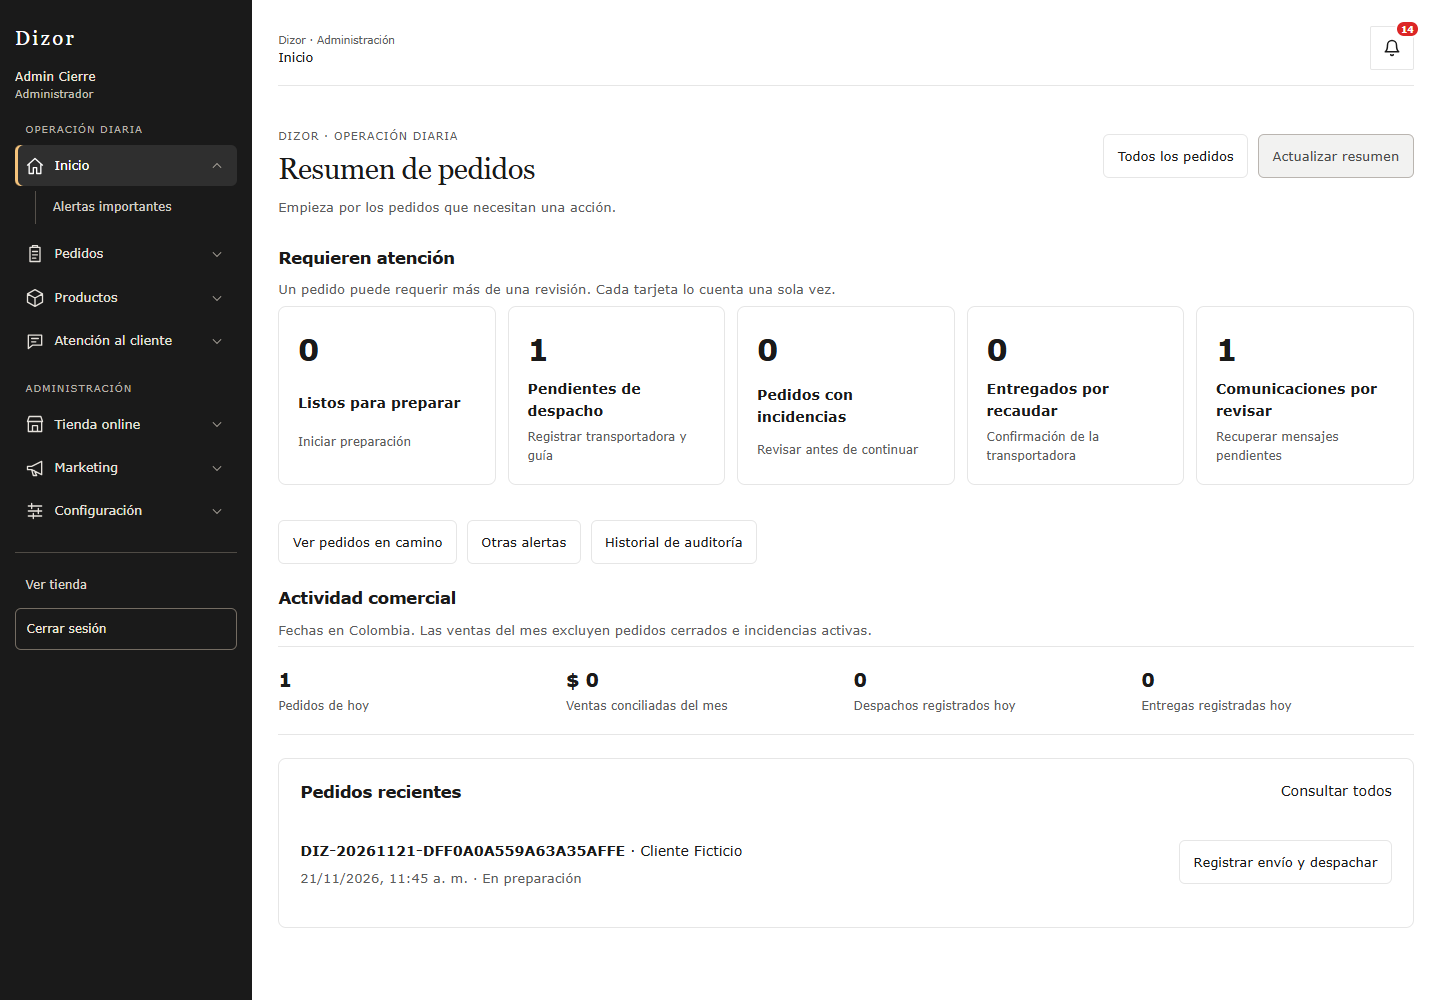 Dizor
Admin Cierre
Administrador
OPERACIÓN DIARIA
Inicio
Alertas importantes
Pedidos
Productos
Atención al cliente
ADMINISTRACIÓN
Tienda online
Marketing
Configuración
Ver tienda
Cerrar sesión
Dizor · Administración
Inicio
14
DIZOR · OPERACIÓN DIARIA
Resumen de pedidos
Empieza por los pedidos que necesitan una acción.
Todos los pedidos
Actualizar resumen
Requieren atención
Un pedido puede requerir más de una revisión. Cada tarjeta lo cuenta una sola vez.
0
Listos para preparar
Iniciar preparación
1
Pendientes de
despacho
Registrar transportadora y
guía
0
Pedidos con
incidencias
Revisar antes de continuar
0
Entregados por
recaudar
Confirmación de la
transportadora
1
Comunicaciones por
revisar
Recuperar mensajes
pendientes
Ver pedidos en camino
Otras alertas
Historial de auditoría
Actividad comercial
Fechas en Colombia. Las ventas del mes excluyen pedidos cerrados e incidencias activas.
1
Pedidos de hoy
$ 0
Ventas conciliadas del mes
0
Despachos registrados hoy
0
Entregas registradas hoy
Pedidos recientes
Consultar todos
DIZ-20261121-DFF0A0A559A63A35AFFE · Cliente Ficticio
21/11/2026, 11:45 a. m. · En preparación
Registrar envío y despachar